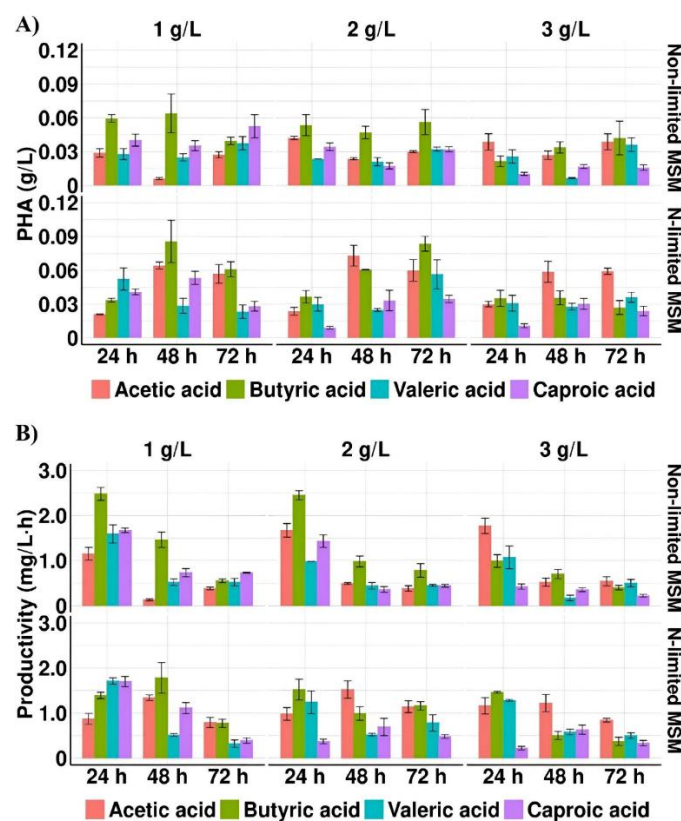 A)
1 g/L 2 g/L 3 g/L
PHA (g/L)
0.12
0.09
0.06
0.03
0
Non-limited MSM
0.12
0.09
0.06
0.03
0
N-limited MSM
24 h 48 h 72 h 24 h 48 h 72 h 24 h 48 h 72 h
Acetic acid Butyric acid Valeric acid Caproic acid
B)
1 g/L 2 g/L 3 g/L
Productivity (mg/L-h)
3.0
2.0
1.0
0
Non-limited MSM
3.0
2.0
1.0
0
N-limited MSM
24 h 48 h 72 h 24 h 48 h 72 h 24 h 48 h 72 h
Acetic acid Butyric acid Valeric acid Caproic acid